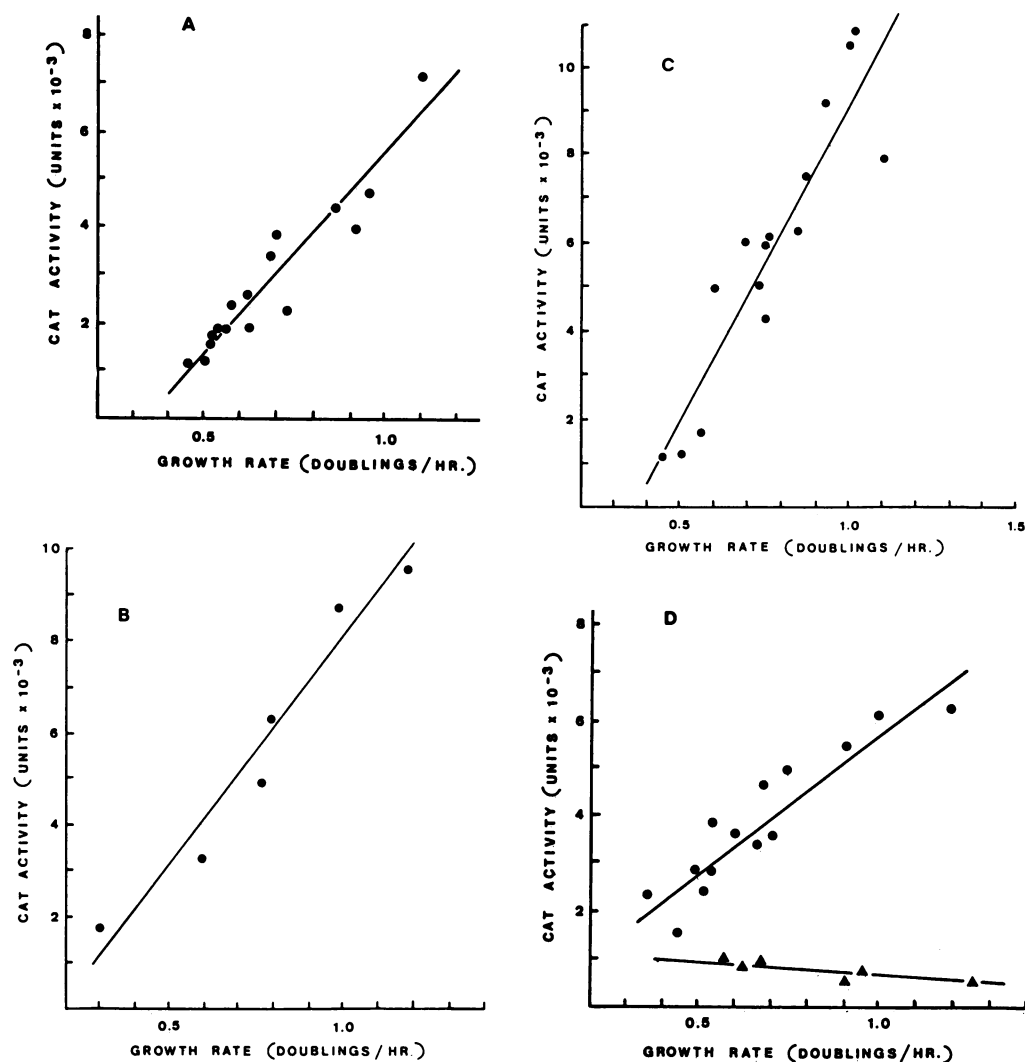 A
CAT ACTIVITY (UNITS x 10-3)
8
6
4
2
0.5 1.0
GROWTH RATE (DOUBLINGS/HR.)
C
CAT ACTIVITY (UNITS x 10-3)
10
8
6
4
2
0.5 1.0 1.5
GROWTH RATE (DOUBLINGS/HR.)
B
CAT ACTIVITY (UNITS x 10-3)
10
8
6
4
2
0.5 1.0
GROWTH RATE (DOUBLINGS/HR.)
D
CAT ACTIVITY (UNITS x 10-3)
8
6
4
2
0.5 1.0
GROWTH RATE (DOUBLINGS/HR.)